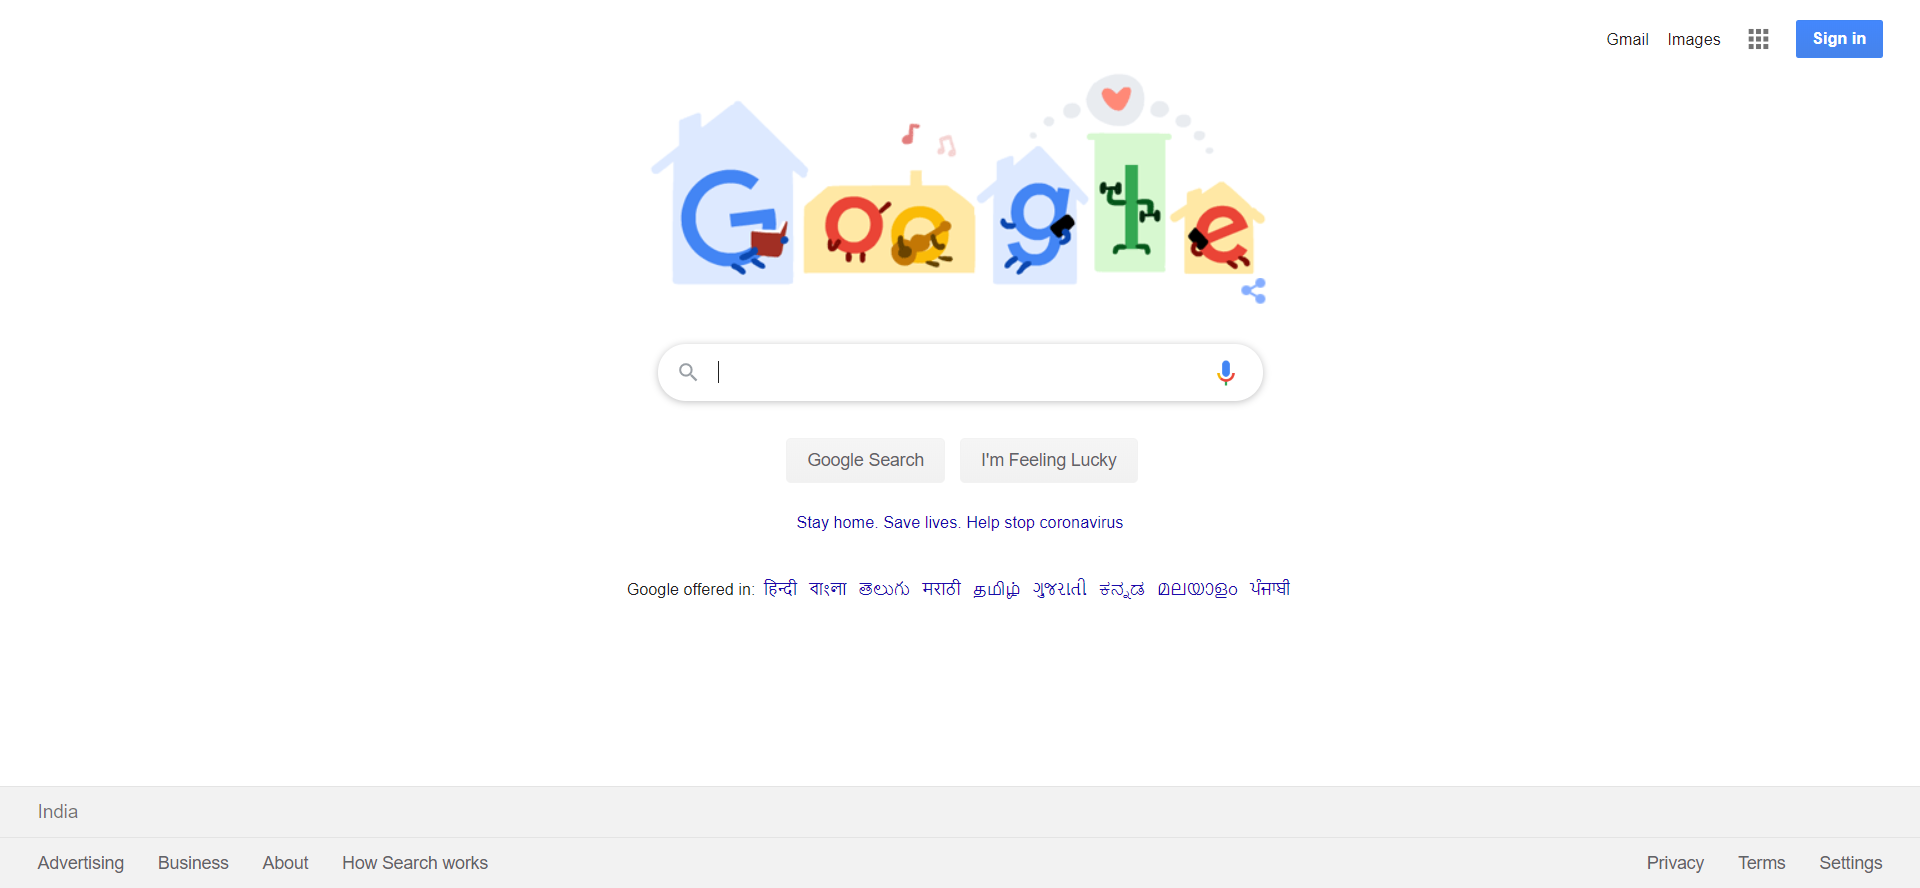 Gmail Images Sign in
Google
Google Search I'm Feeling Lucky
Stay home. Save lives. Help stop coronavirus
Google offered in: हिन्दी বাংলা తెలుగు मराठी தமிழ் ગુજરાતી ಕನ್ನಡ മലയാളം ਪੰਜਾਬੀ
India
Advertising Business About How Search works Privacy Terms Settings